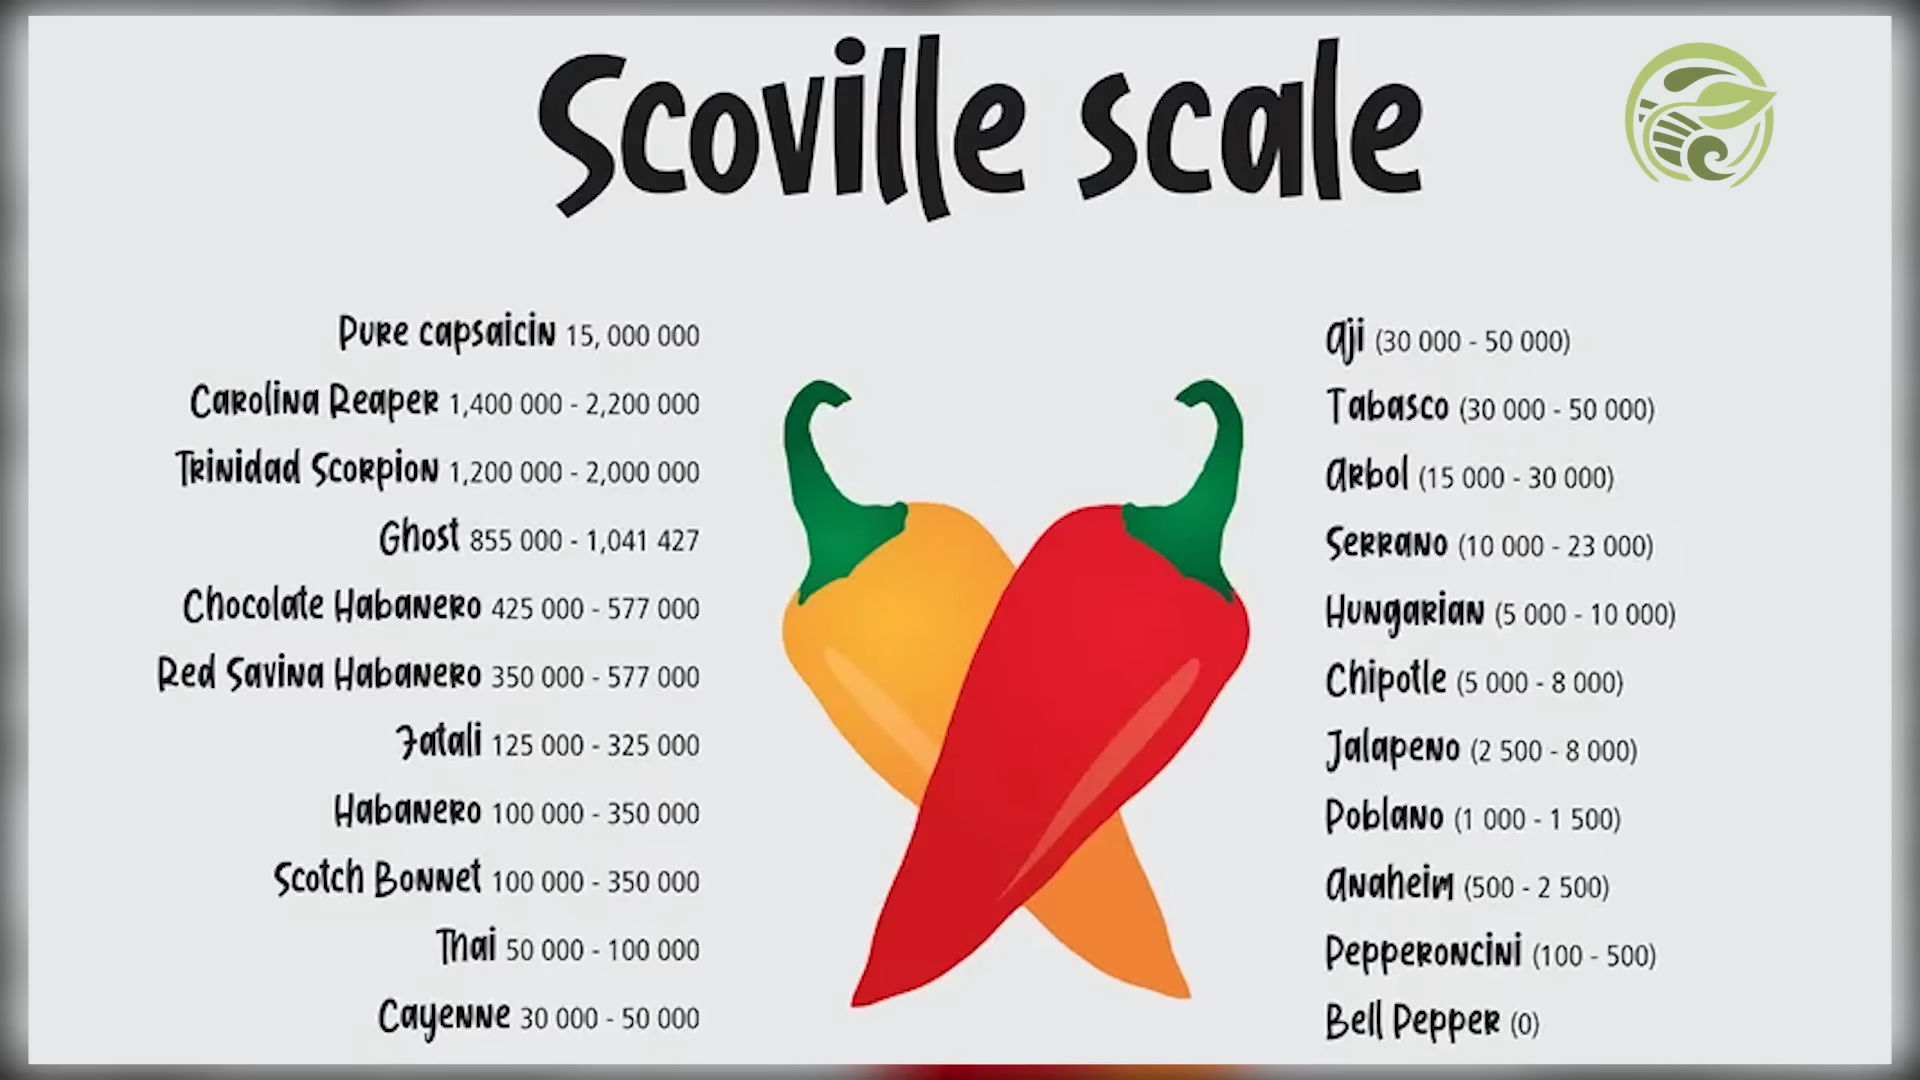 Scoville scale
Pure capsaicin 15, 000 000
Carolina Reaper 1,400 000 - 2,200 000
Trinidad Scorpion 1,200 000 - 2,000 000
Ghost 855 000 - 1,041 427
Chocolate Habanero 425 000 - 577 000
Red Savina Habanero 350 000 - 577 000
Fatali 125 000 - 325 000
Habanero 100 000 - 350 000
Scotch Bonnet 100 000 - 350 000
Thai 50 000 - 100 000
Cayenne 30 000 - 50 000
Aji (30 000 - 50 000)
Tabasco (30 000 - 50 000)
Arbol (15 000 - 30 000)
Serrano (10 000 - 23 000)
Hungarian (5 000 - 10 000)
Chipotle (5 000 - 8 000)
Jalapeno (2 500 - 8 000)
Poblano (1 000 - 1 500)
Anaheim (500 - 2 500)
Pepperoncini (100 - 500)
Bell Pepper (0)